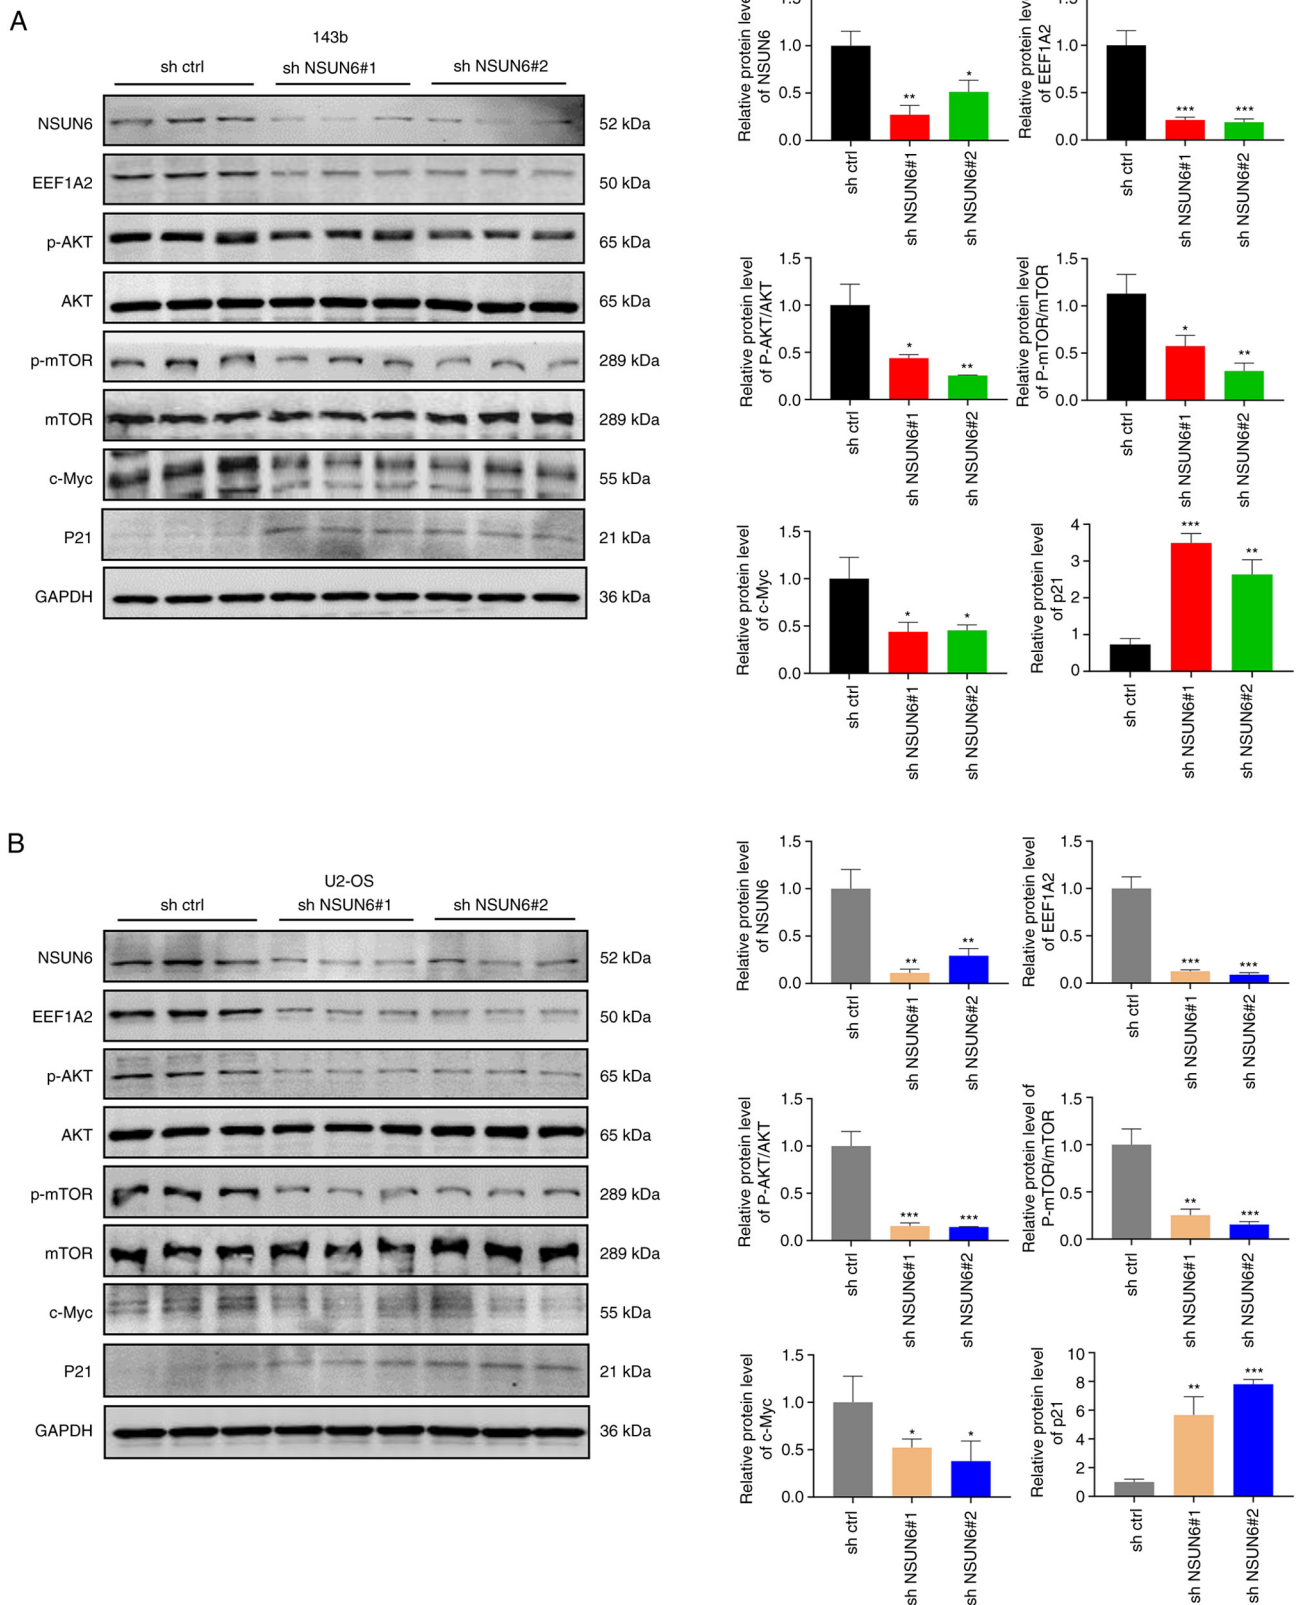 A
143b
sh ctrl
sh NSUN6#1
sh NSUN6#2
NSUN6
52 kDa
EEF1A2
50 kDa
p-AKT
65 kDa
AKT
65 kDa
p-mTOR
289 kDa
mTOR
289 kDa
c-Myc
55 kDa
P21
21 kDa
GAPDH
36 kDa
Relative protein level
of NSUN6
1.5
1.0
0.5
0.0
**
*
sh ctrl
sh NSUN6#1
sh NSUN6#2
Relative protein level
of EEF1A2
1.5
1.0
0.5
0.0
***
***
sh ctrl
sh NSUN6#1
sh NSUN6#2
Relative protein level
of P-AKT/AKT
1.5
1.0
0.5
0.0
*
**
sh ctrl
sh NSUN6#1
sh NSUN6#2
Relative protein level
of P-mTOR/mTOR
1.5
1.0
0.5
0.0
*
**
sh ctrl
sh NSUN6#1
sh NSUN6#2
Relative protein level
of c-Myc
1.5
1.0
0.5
0.0
*
*
sh ctrl
sh NSUN6#1
sh NSUN6#2
Relative protein level
of p21
4
3
2
1
0
***
**
sh ctrl
sh NSUN6#1
sh NSUN6#2
B
U2-OS
sh ctrl
sh NSUN6#1
sh NSUN6#2
NSUN6
52 kDa
EEF1A2
50 kDa
p-AKT
65 kDa
AKT
65 kDa
p-mTOR
289 kDa
mTOR
289 kDa
c-Myc
55 kDa
P21
21 kDa
GAPDH
36 kDa
Relative protein level
of NSUN6
1.5
1.0
0.5
0.0
**
**
sh ctrl
sh NSUN6#1
sh NSUN6#2
Relative protein level
of EEF1A2
1.5
1.0
0.5
0.0
***
***
sh ctrl
sh NSUN6#1
sh NSUN6#2
Relative protein level
of P-AKT/AKT
1.5
1.0
0.5
0.0
***
***
sh ctrl
sh NSUN6#1
sh NSUN6#2
Relative protein level of
P-mTOR/mTOR
1.5
1.0
0.5
0.0
**
***
sh ctrl
sh NSUN6#1
sh NSUN6#2
Relative protein level
of c-Myc
1.5
1.0
0.5
0.0
*
*
sh ctrl
sh NSUN6#1
sh NSUN6#2
Relative protein level
of p21
10
8
6
4
2
0
**
***
sh ctrl
sh NSUN6#1
sh NSUN6#2